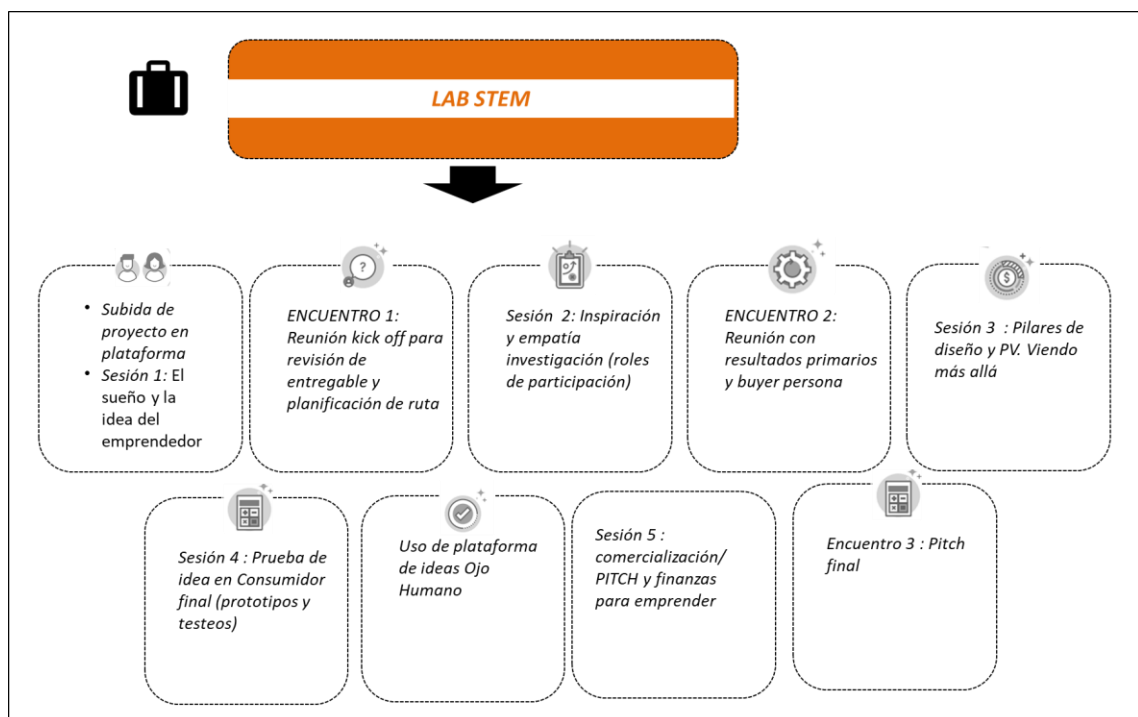 LAB STEM
• Subida de
proyecto en
plataforma
• Sesión 1: El
sueño y la
idea del
emprendedor
ENCUENTRO 1:
Reunión kick off para
revisión de
entregable y
planificación de ruta
Sesión 2: Inspiración
y empatía
investigación (roles
de participación)
ENCUENTRO 2:
Reunión con
resultados primarios
y buyer persona
Sesión 3 : Pilares de
diseño y PV. Viendo
más allá
Sesión 4 : Prueba de
idea en Consumidor
final (prototipos y
testeos)
Uso de plataforma
de ideas Ojo
Humano
Sesión 5 :
comercialización/
PITCH y finanzas
para emprender
Encuentro 3 : Pitch
final